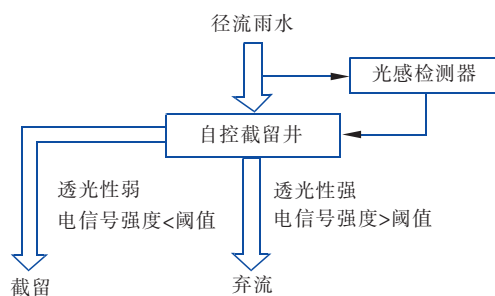 径流雨水
光感检测器
自控截留井
透光性弱
电信号强度<阈值
透光性强
电信号强度>阈值
截留
弃流